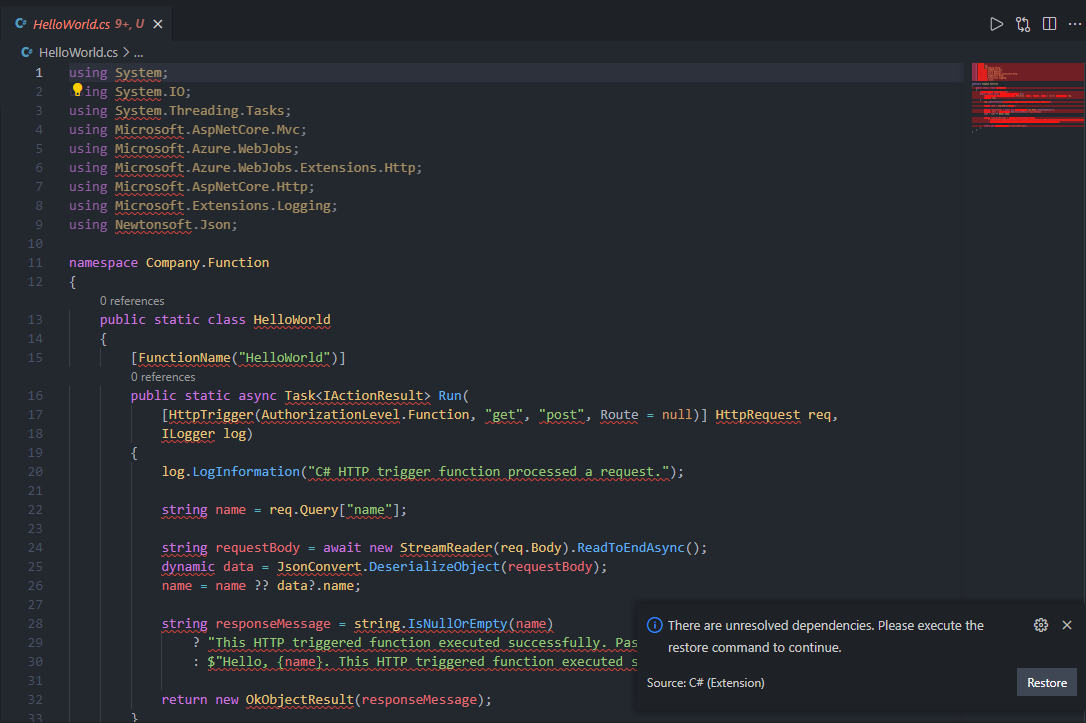 C# HelloWorld.cs 9+, U
C# HelloWorld.cs > ...
1 using System;
2 ing System.IO;
3 using System.Threading.Tasks;
4 using Microsoft.AspNetCore.Mvc;
5 using Microsoft.Azure.WebJobs;
6 using Microsoft.Azure.WebJobs.Extensions.Http;
7 using Microsoft.AspNetCore.Http;
8 using Microsoft.Extensions.Logging;
9 using Newtonsoft.Json;
10
11 namespace Company.Function
12 {
0 references
13 public static class HelloWorld
14 {
15 [FunctionName("HelloWorld")]
0 references
16 public static async Task<IActionResult> Run(
17 [HttpTrigger(AuthorizationLevel.Function, "get", "post", Route = null)] HttpRequest req,
18 ILogger log)
19 {
20 log.LogInformation("C# HTTP trigger function processed a request.");
21
22 string name = req.Query["name"];
23
24 string requestBody = await new StreamReader(req.Body).ReadToEndAsync();
25 dynamic data = JsonConvert.DeserializeObject(requestBody);
26 name = name ?? data?.name;
27
28 string responseMessage = string.IsNullOrEmpty(name)
29 ? "This HTTP triggered function executed successfully. Pas
30 : $"Hello, {name}. This HTTP triggered function executed s
31
32 return new OkObjectResult(responseMessage);
33 }
There are unresolved dependencies. Please execute the
restore command to continue.
Source: C# (Extension)
Restore